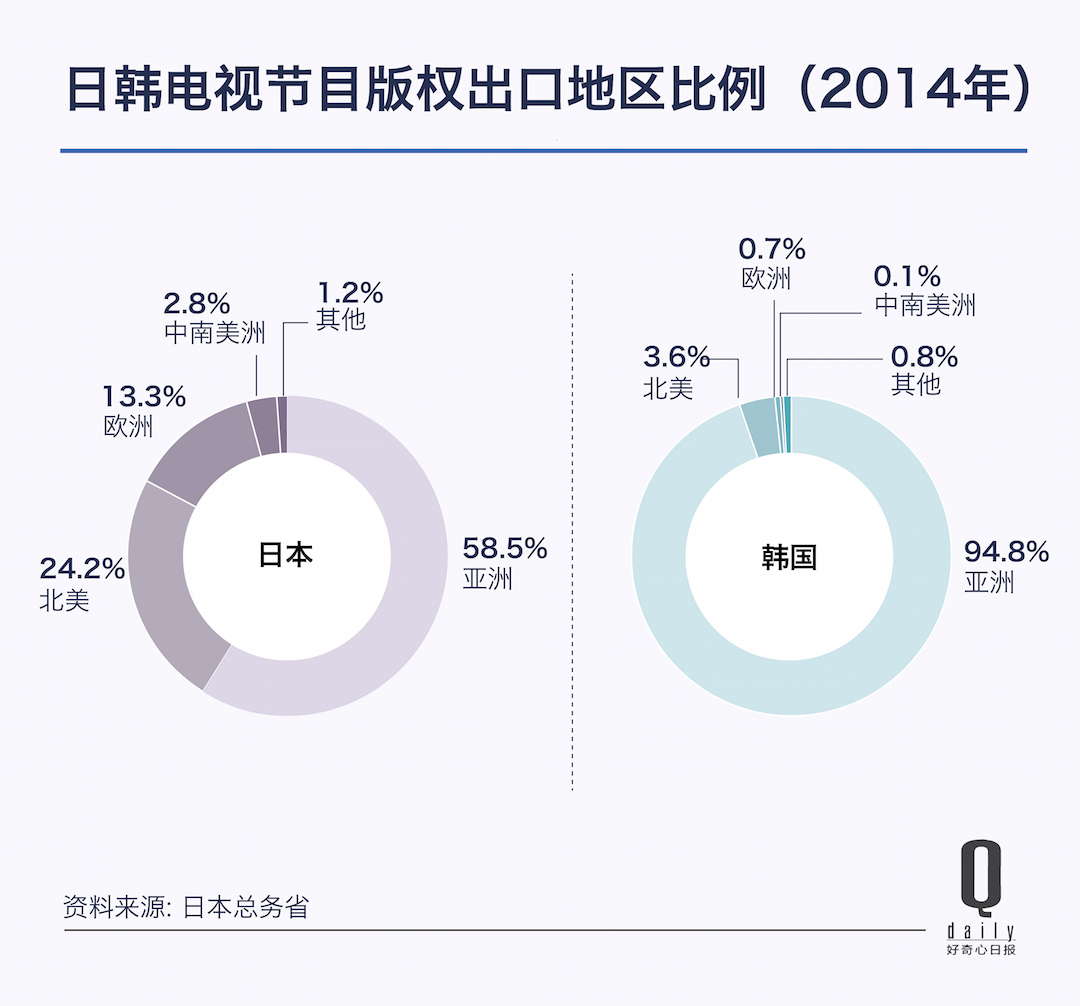 日韩电视节目版权出口地区比例（2014年）
2.8%
中南美洲
1.2%
其他
13.3%
欧洲
24.2%
北美
日本
58.5%
亚洲
0.7%
欧洲
0.1%
中南美洲
3.6%
北美
0.8%
其他
韩国
94.8%
亚洲
资料来源: 日本总务省
Q
daily
好奇心日报